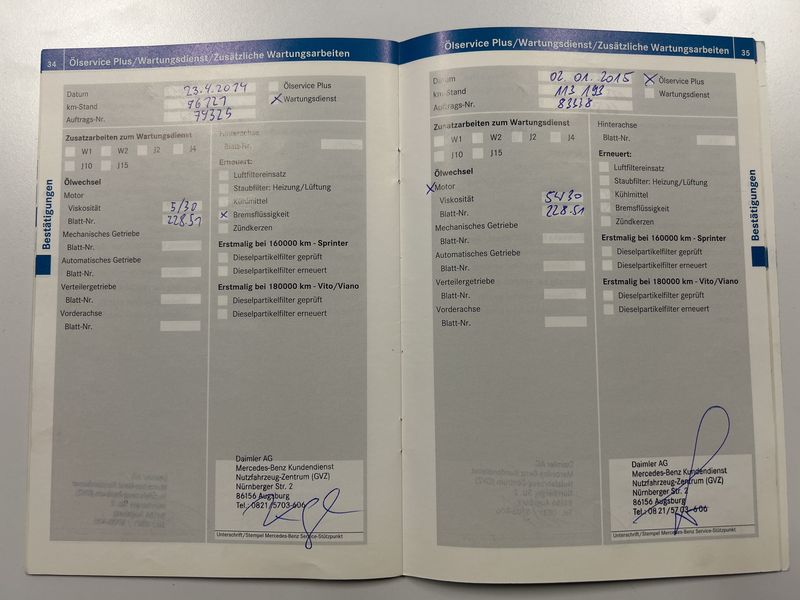 34 Ölservice Plus/Wartungsdienst/Zusätzliche Wartungsarbeiten
Datum 23.4.2014 Ölservice Plus
km-Stand 76727 X Wartungsdienst
Auftrags-Nr. 79325
Zusatzarbeiten zum Wartungsdienst
W1 W2 J2 J4
J10 J15
Ölwechsel
Motor
Viskosität 5/30
Blatt-Nr. 228.51
Mechanisches Getriebe
Blatt-Nr.
Automatisches Getriebe
Blatt-Nr.
Verteilergetriebe
Blatt-Nr.
Vorderachse
Blatt-Nr.
Hinterachse
Blatt-Nr.
Erneuert:
Luftfiltereinsatz
Staubfilter: Heizung/Lüftung
Kühlmittel
X Bremsflüssigkeit
Zündkerzen
Erstmalig bei 160000 km - Sprinter
Dieselpartikelfilter geprüft
Dieselpartikelfilter erneuert
Erstmalig bei 180000 km - Vito/Viano
Dieselpartikelfilter geprüft
Dieselpartikelfilter erneuert
Daimler AG
Mercedes-Benz Kundendienst
Nutzfahrzeug-Zentrum (GVZ)
Nürnberger Str. 2
86156 Augsburg
Tel.: 0821/5703-606
Unterschrift/Stempel Mercedes-Benz Service-Stützpunkt
Bestätigungen
Ölservice Plus/Wartungsdienst/Zusätzliche Wartungsarbeiten 35
Datum 02.01.2015 X Ölservice Plus
km-Stand 113 193 Wartungsdienst
Auftrags-Nr. 83338
Zusatzarbeiten zum Wartungsdienst
W1 W2 J2 J4
J10 J15
Ölwechsel
X Motor
Viskosität 5W30
Blatt-Nr. 228.51
Mechanisches Getriebe
Blatt-Nr.
Automatisches Getriebe
Blatt-Nr.
Verteilergetriebe
Blatt-Nr.
Vorderachse
Blatt-Nr.
Hinterachse
Blatt-Nr.
Erneuert:
Luftfiltereinsatz
Staubfilter: Heizung/Lüftung
Kühlmittel
Bremsflüssigkeit
Zündkerzen
Erstmalig bei 160000 km - Sprinter
Dieselpartikelfilter geprüft
Dieselpartikelfilter erneuert
Erstmalig bei 180000 km - Vito/Viano
Dieselpartikelfilter geprüft
Dieselpartikelfilter erneuert
Daimler AG
Mercedes-Benz Kundendienst
Nutzfahrzeug-Zentrum (GVZ)
Nürnberger Str. 2
86156 Augsburg
Tel.: 0821/5703-606
Unterschrift/Stempel Mercedes-Benz Service-Stützpunkt
Bestätigungen